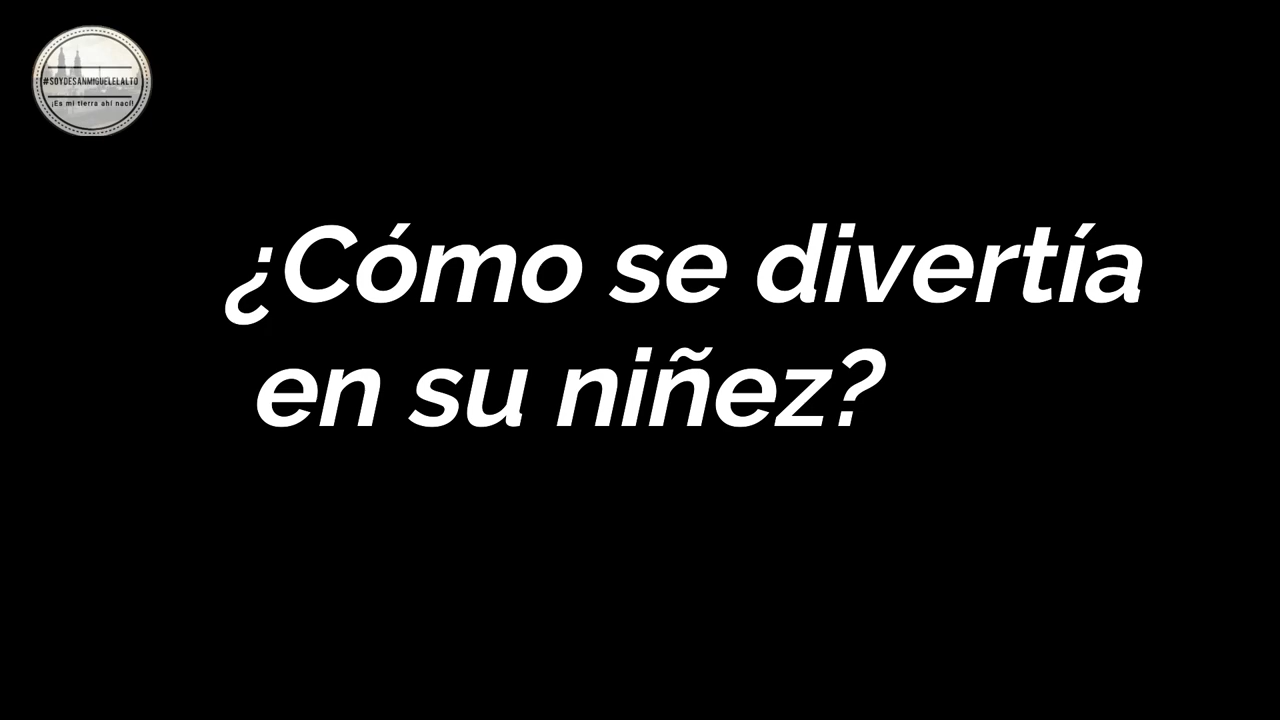 #SOYDESANMIGUELELALTO
¡Es mi tierra ahí nací!
¿Cómo se divertía
en su niñez?